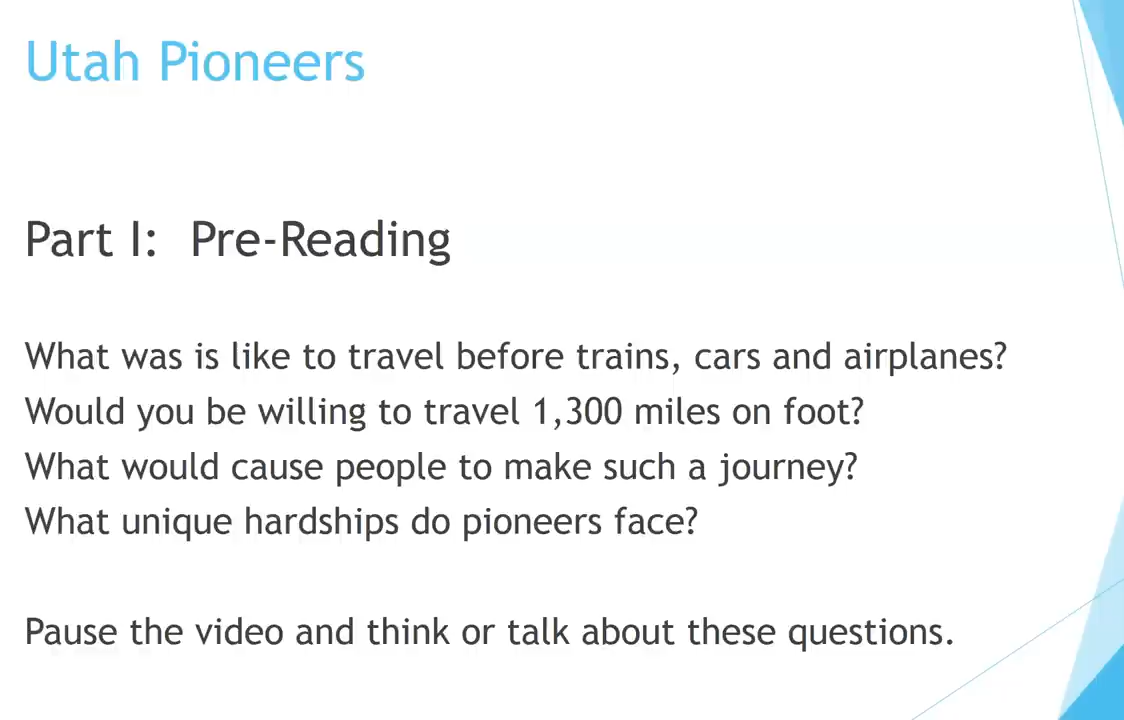 Utah Pioneers
Part I:  Pre-Reading
What was is like to travel before trains, cars and airplanes?
Would you be willing to travel 1,300 miles on foot?
What would cause people to make such a journey?
What unique hardships do pioneers face?
Pause the video and think or talk about these questions.